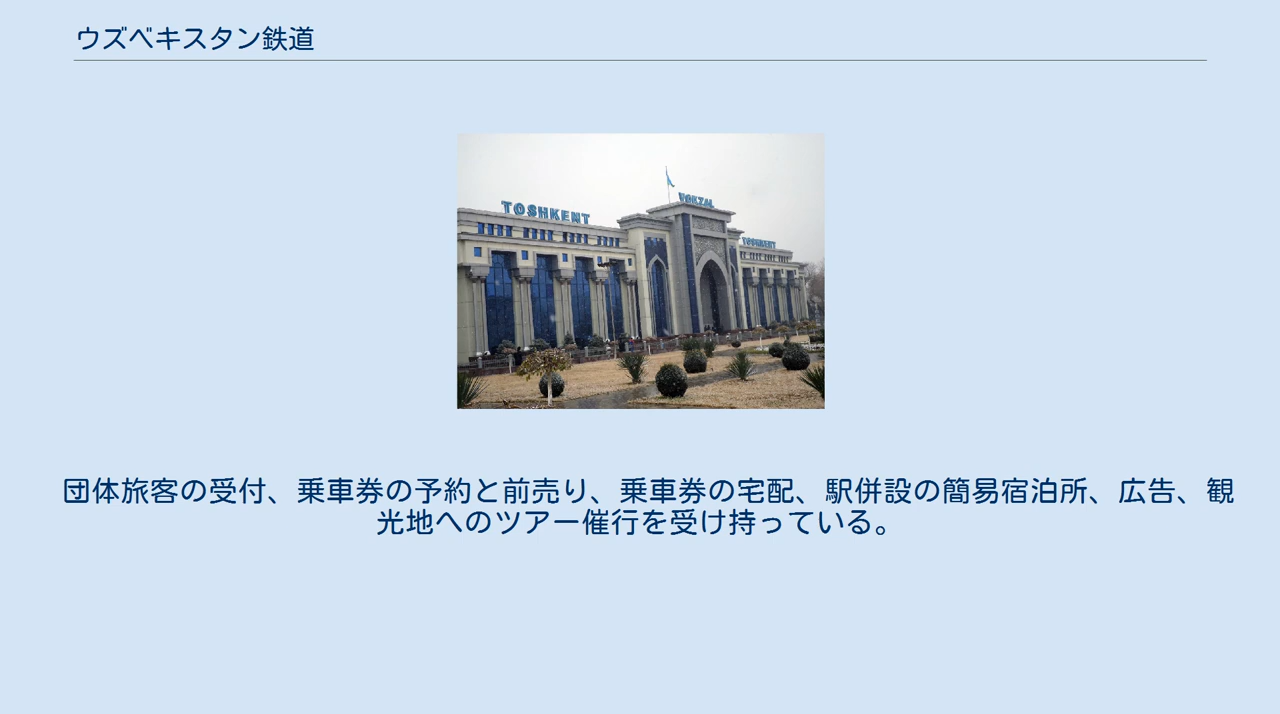 ウズベキスタン鉄道
TOSHKENT
VOKZAL
TOSHKENT
団体旅客の受付、乗車券の予約と前売り、乗車券の宅配、駅併設の簡易宿泊所、広告、観
光地へのツアー催行を受け持っている。